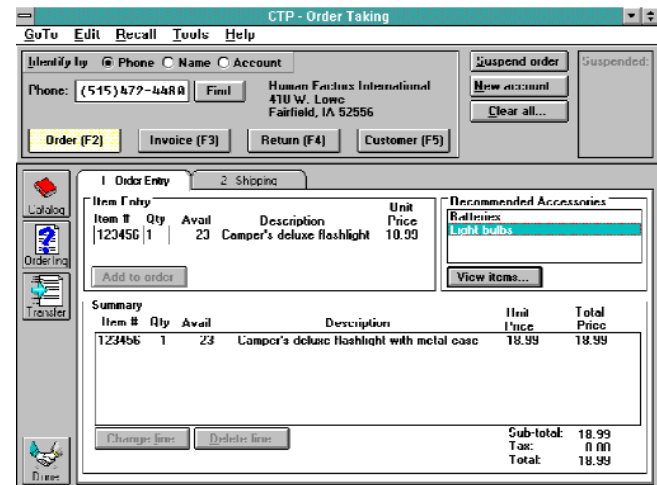 CTP - Order Taking
GoTo Edit Recall Tools Help
Identify by Phone Name Account
Phone: (515)472-4480 Find
Human Factors International
410 W. Lowe
Fairfield, IA 52556
Suspend order
New account
Clear all...
Suspended:
Order (F2) Invoice (F3) Return (F4) Customer (F5)
Catalog
Ordering
Transfer
Done
1 Order Entry 2 Shipping
Item Entry
Item # Qty Avail Description Unit Price
123456 1 23 Camper's deluxe flashlight 18.99
Add to order
Recommended Accessories
Batteries
Light bulbs
View items...
Summary
Item # Qty Avail Description Unit Price Total Price
123456 1 23 Camper's deluxe flashlight with metal case 18.99 18.99
Change line Delete line
Sub-total: 18.99
Tax: 0.00
Total: 18.99